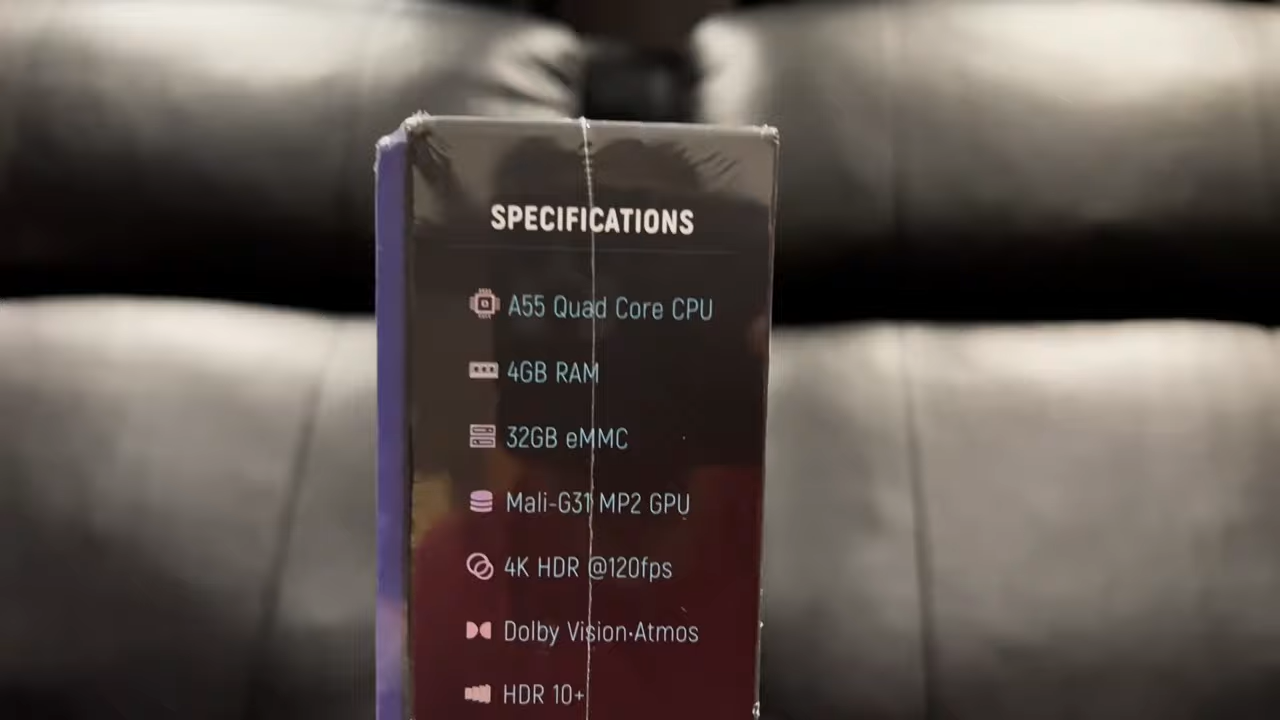 SPECIFICATIONS
A55 Quad Core CPU
4GB RAM
32GB eMMC
Mali-G31 MP2 GPU
4K HDR @120fps
Dolby Vision·Atmos
HDR 10+